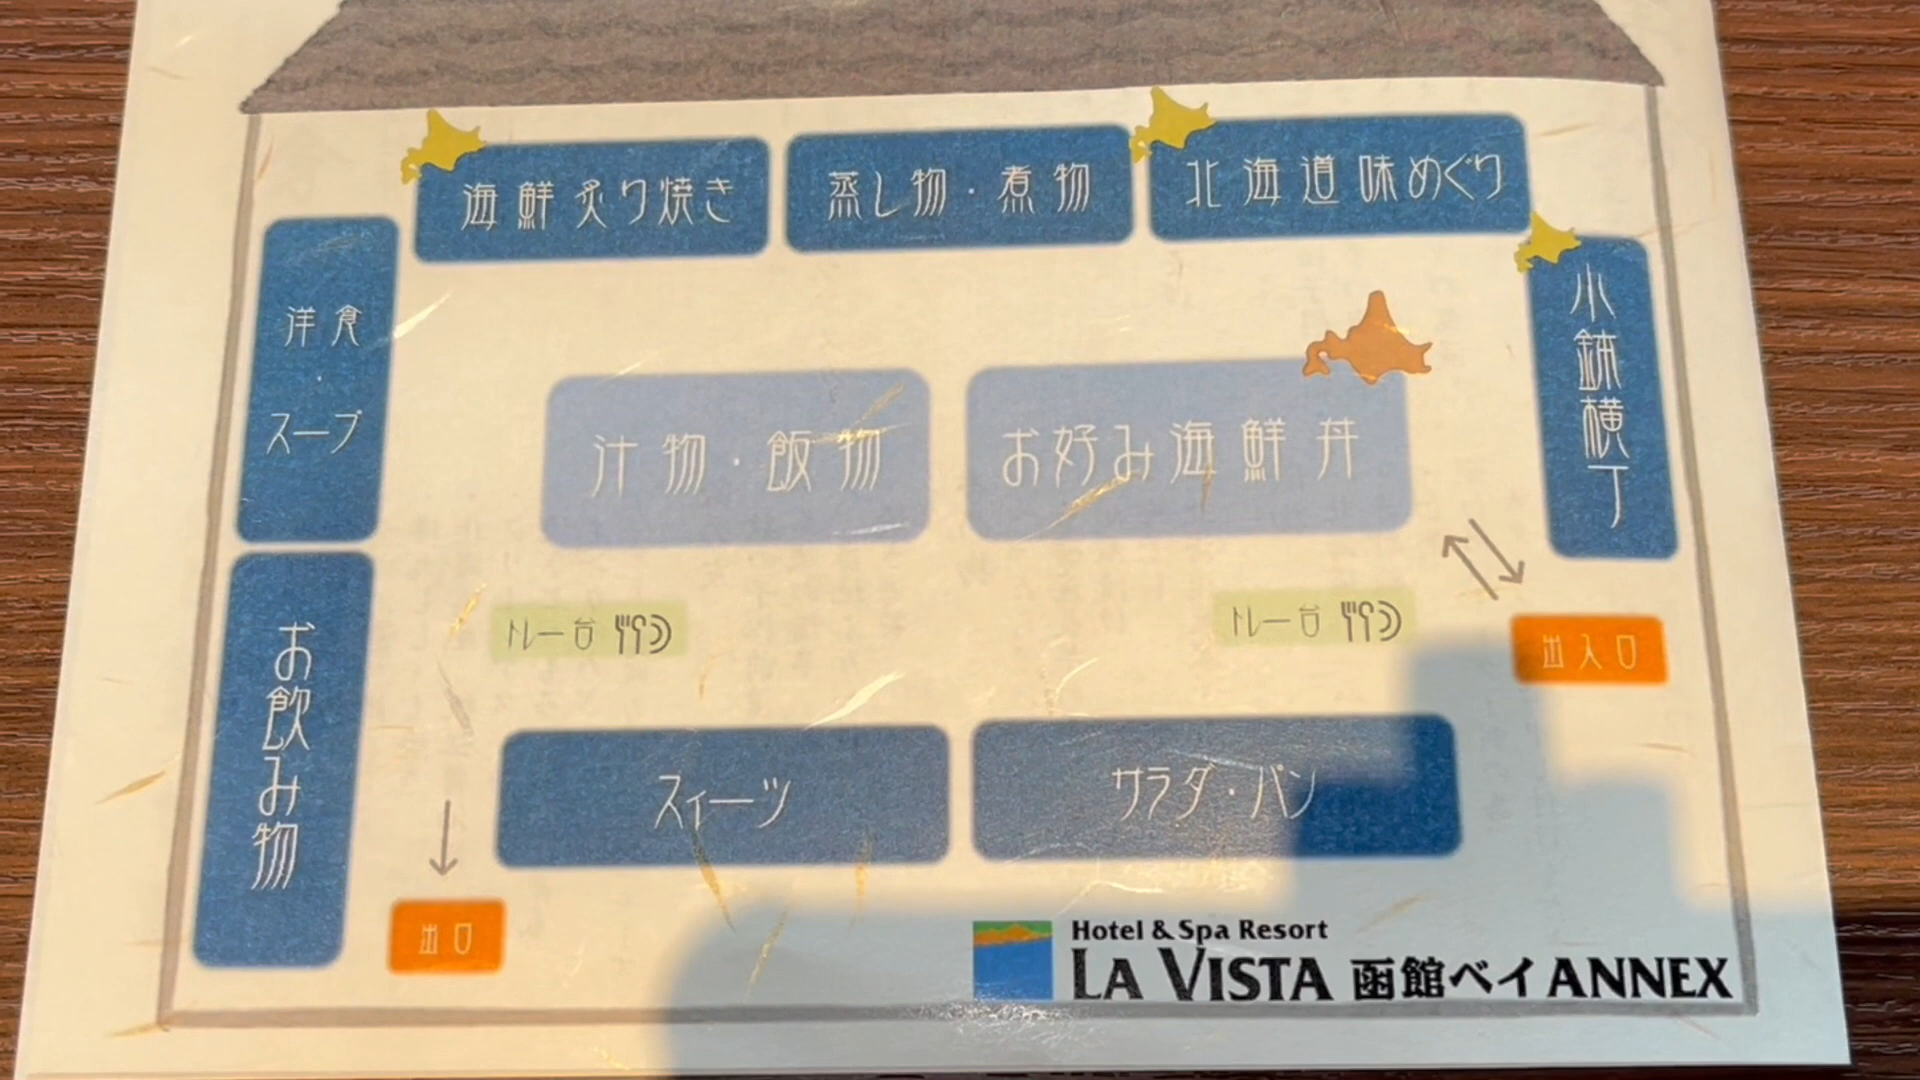 海鮮炙り焼き
蒸し物・煮物
北海道味めぐり
小鉢横丁
洋食・スープ
汁物・飯物
お好み海鮮丼
トレー台
トレー台
出入口
お飲み物
スイーツ
サラダ・パン
出口
Hotel & Spa Resort
LA VISTA 函館ベイ ANNEX